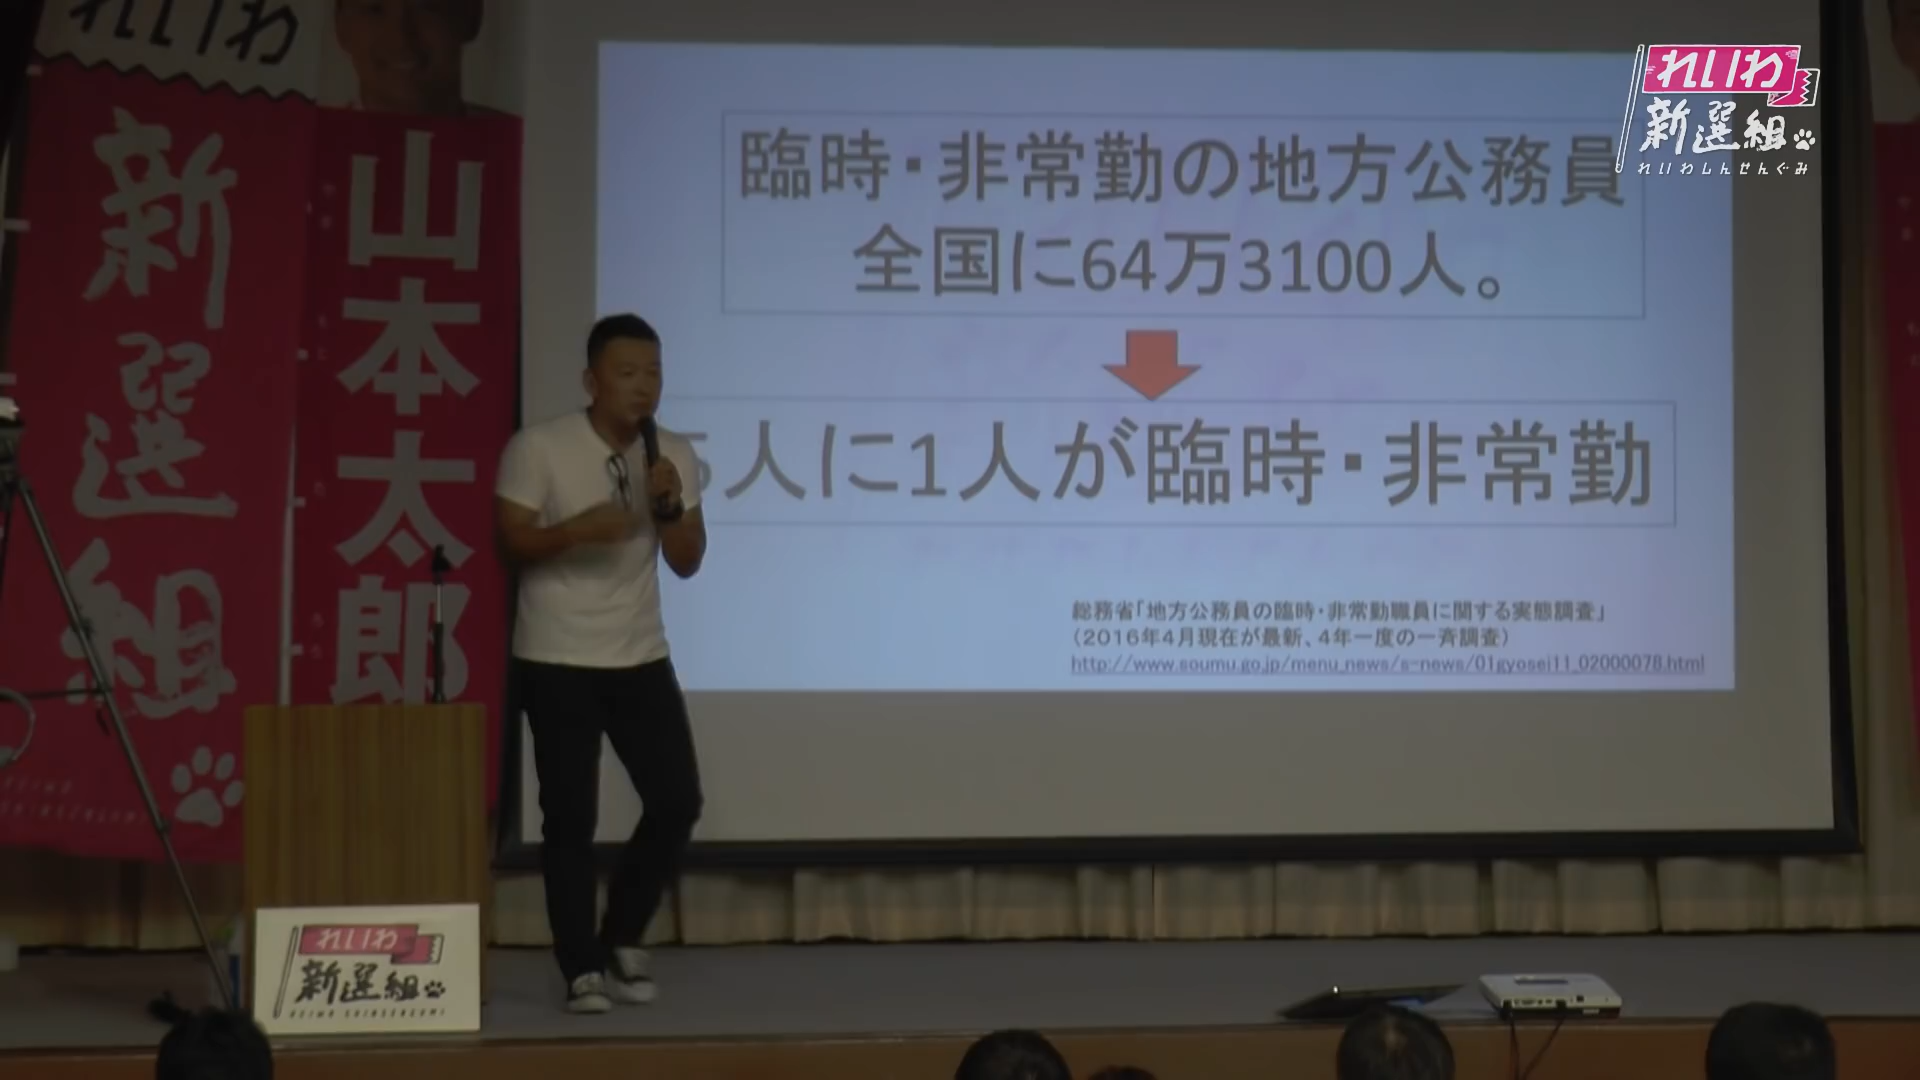 れいわ
新選組
山本太郎
臨時・非常勤の地方公務員
全国に64万3100人。
5人に1人が臨時・非常勤
総務省「地方公務員の臨時・非常勤職員に関する実態調査」
（2016年4月現在が最新、4年一度の一斉調査）
http://www.soumu.go.jp/menu_news/s-news/01gyosei11_02000078.html
れいわ
新選組
れいわしんせんぐみ
れいわ
新選組
REIWA SHINSENGUMI